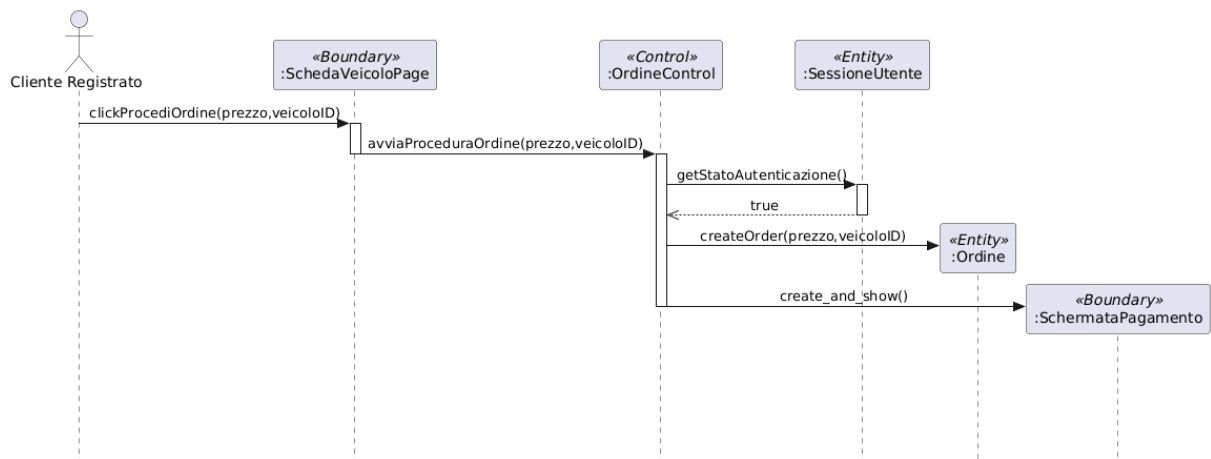 Cliente Registrato
«Boundary»
:SchedaVeicoloPage
«Control»
:OrdineControl
«Entity»
:SessioneUtente
clickProcediOrdine(prezzo,veicoloID)
avviaProceduraOrdine(prezzo,veicoloID)
getStatoAutenticazione()
true
createOrder(prezzo,veicoloID)
«Entity»
:Ordine
create_and_show()
«Boundary»
:SchermataPagamento